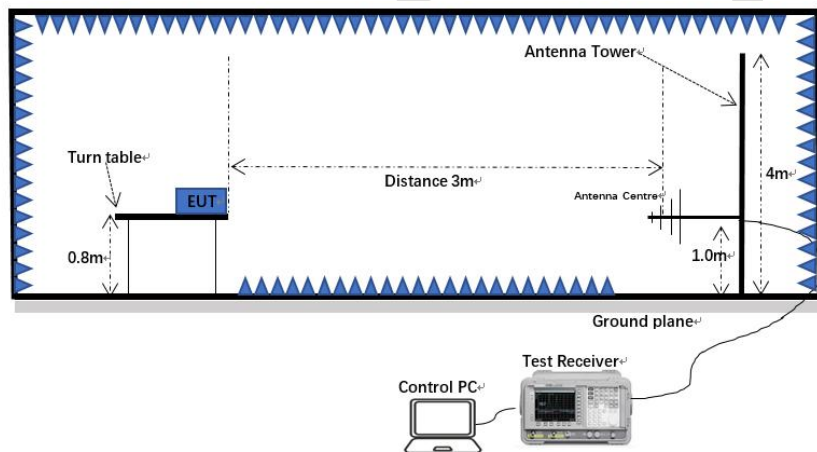 Antenna Tower
Turn table
Distance 3m
4m
Antenna Centre
EUT
0.8m
1.0m
Ground plane
Test Receiver
Control PC